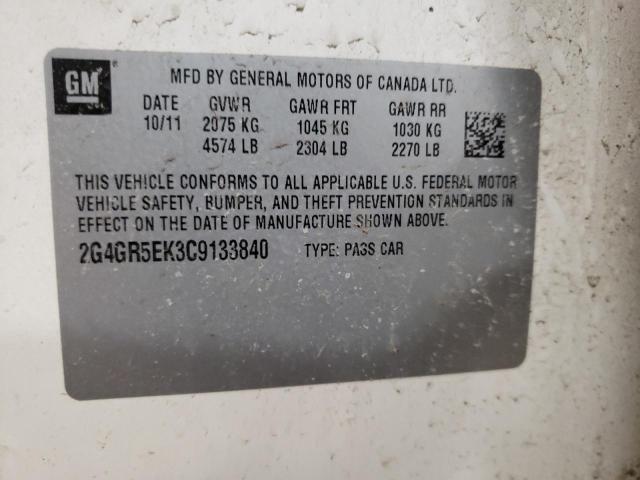 GM
MFD BY GENERAL MOTORS OF CANADA LTD.
DATE GVWR GAWR FRT GAWR RR
10/11 2075 KG 1045 KG 1030 KG
4574 LB 2304 LB 2270 LB
THIS VEHICLE CONFORMS TO ALL APPLICABLE U.S. FEDERAL MOTOR
VEHICLE SAFETY, BUMPER, AND THEFT PREVENTION STANDARDS IN
EFFECT ON THE DATE OF MANUFACTURE SHOWN ABOVE.
2G4GR5EK3C9133840 TYPE: PASS CAR